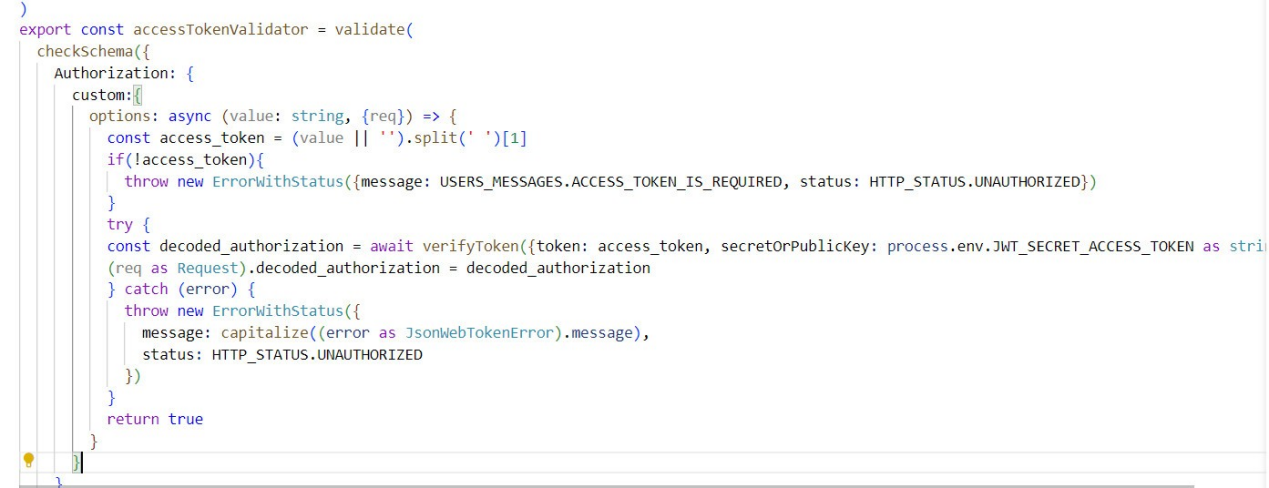 )
export const accessTokenValidator = validate(
checkSchema({
Authorization: {
custom:{
options: async (value: string, {req}) => {
const access_token = (value || '').split(' ')[1]
if(!access_token){
throw new ErrorWithStatus({message: USERS_MESSAGES.ACCESS_TOKEN_IS_REQUIRED, status: HTTP_STATUS.UNAUTHORIZED})
}
try {
const decoded_authorization = await verifyToken({token: access_token, secretOrPublicKey: process.env.JWT_SECRET_ACCESS_TOKEN as stri
(req as Request).decoded_authorization = decoded_authorization
} catch (error) {
throw new ErrorWithStatus({
message: capitalize((error as JsonWebTokenError).message),
status: HTTP_STATUS.UNAUTHORIZED
})
}
return true
}
}
}